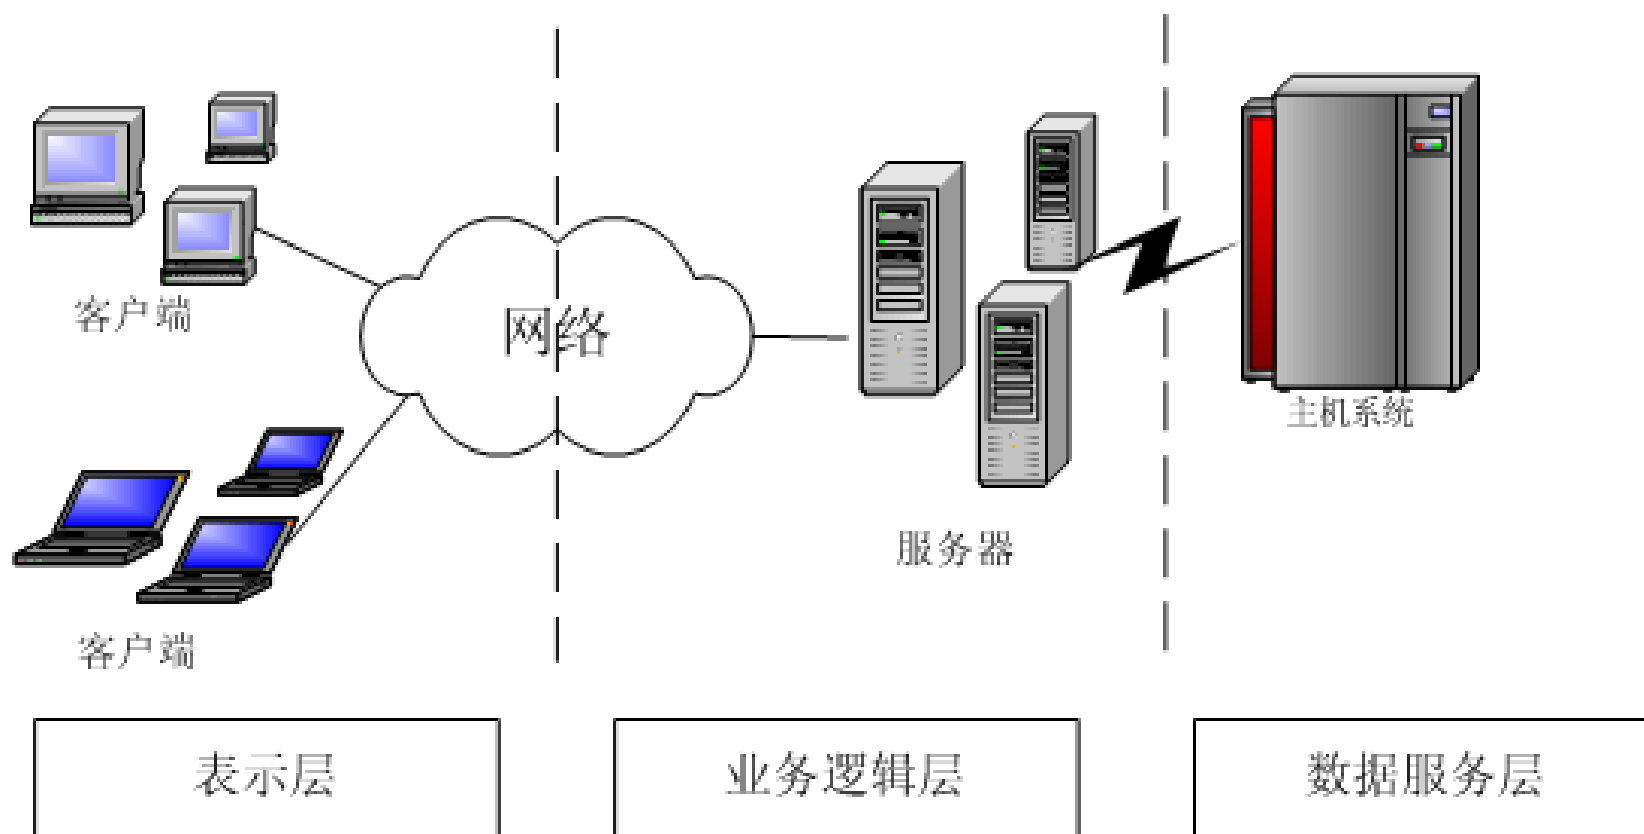 客户端
网络
主机系统
服务器
客户端
表示层
业务逻辑层
数据服务层